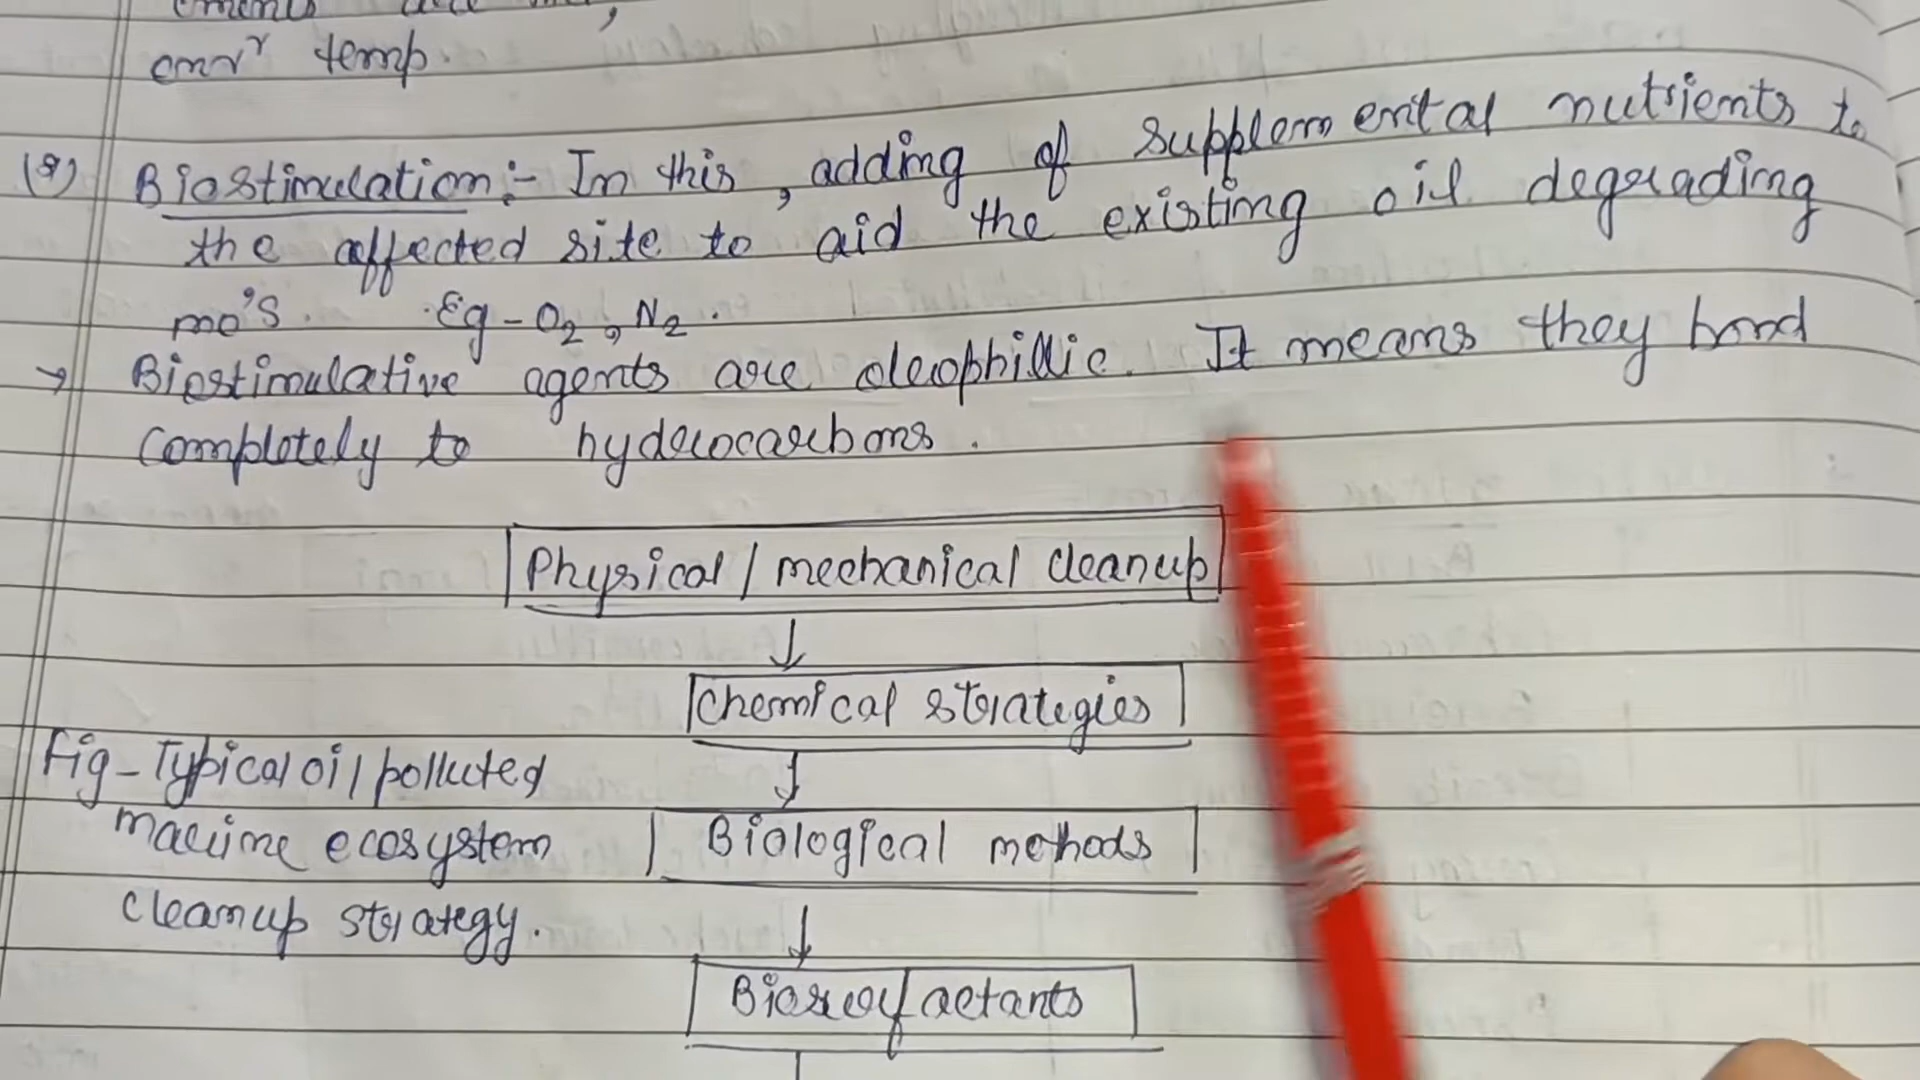 envr temp.
(2) Biostimulation:- In this, adding of supplemental nutrients to
the affected site to aid the existing oil degrading
mo's. Eg - O2, N2.
→ Biostimulative agents are oleophillic. It means they bond
completely to hydrocarbons.
Physical / mechanical cleanup
↓
Chemical strategies
↓
Fig - Typical oil polluted
marine ecosystem
cleanup strategy.
Biological methods
↓
Biosurfactants